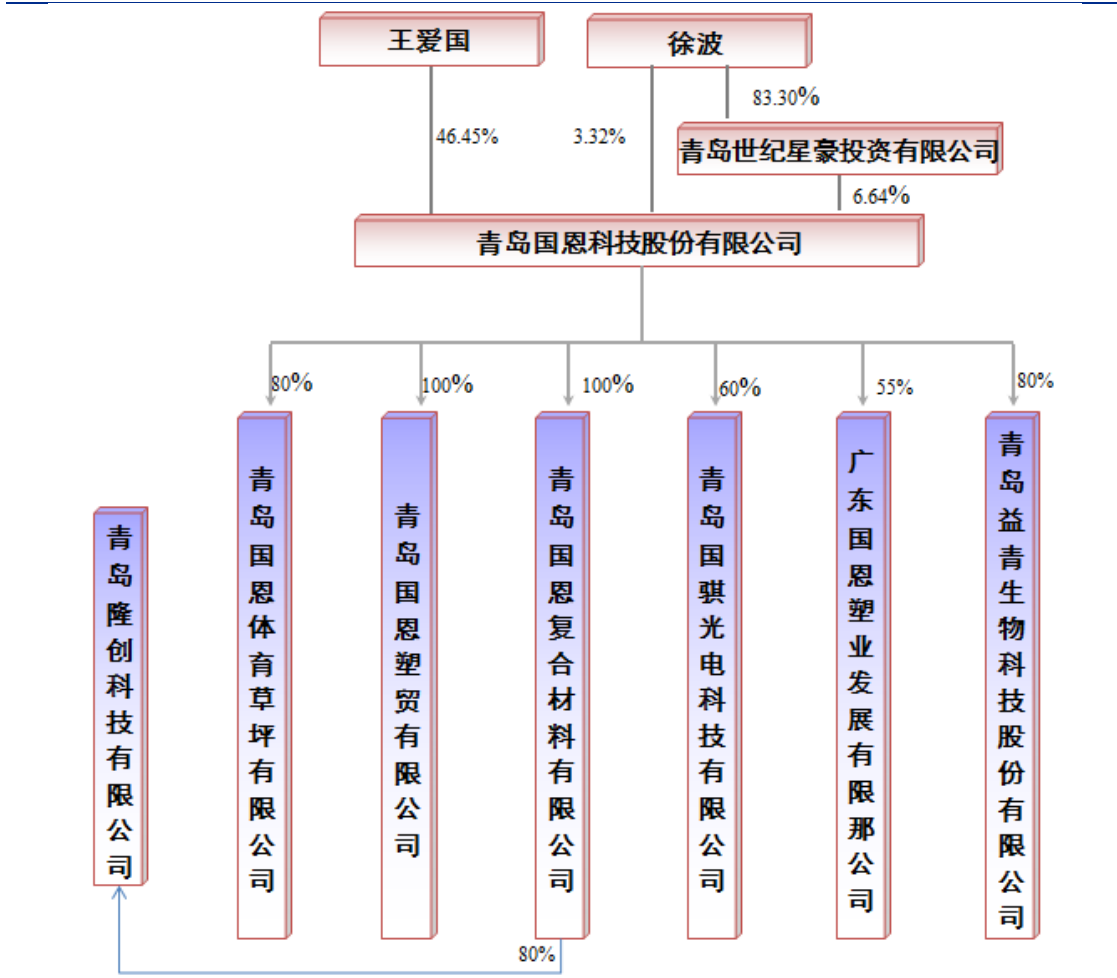 王爱国
徐波
83.30%
46.45%
3.32%
青岛世纪星豪投资有限公司
6.64%
青岛国恩科技股份有限公司
80%
100%
100%
60%
55%
80%
青岛隆创科技有限公司
青岛国恩体育草坪有限公司
青岛国恩塑贸有限公司
青岛国恩复合材料有限公司
青岛国骐光电科技有限公司
广东国恩塑业发展有限那公司
青岛益青生物科技股份有限公司
80%